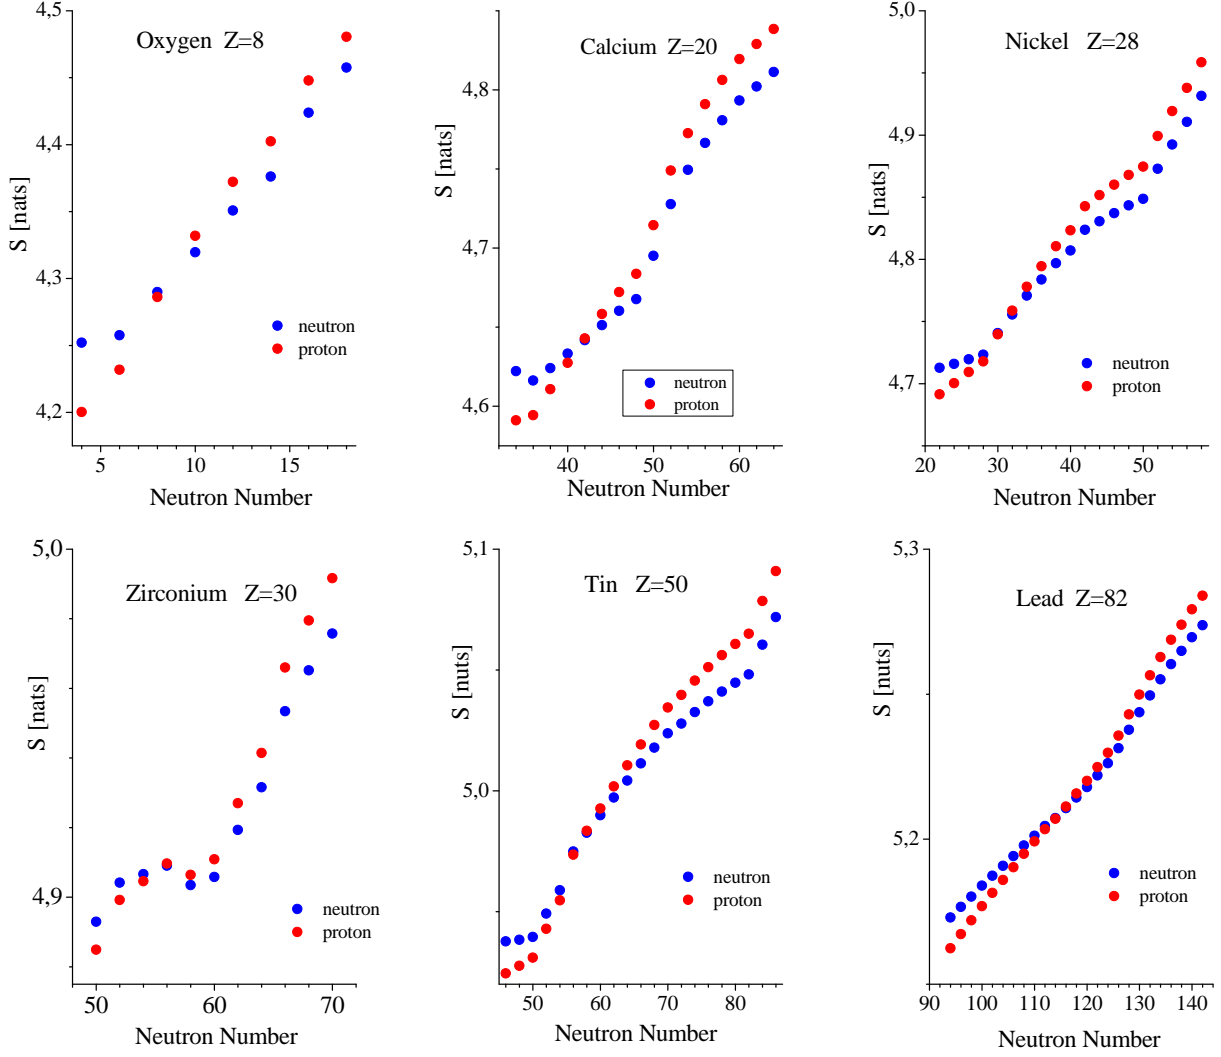 Oxygen Z=8
4,5
4,4
4,3
4,2
S [nats]
neutron
proton
5 10 15
Neutron Number
Calcium Z=20
4,8
4,7
4,6
S [nats]
neutron
proton
40 50 60
Neutron Number
Nickel Z=28
5,0
4,9
4,8
4,7
S [nats]
neutron
proton
20 30 40 50
Neutron Number
Zirconium Z=30
5,0
4,9
S [nats]
neutron
proton
50 60 70
Neutron Number
Tin Z=50
5,1
5,0
S [nuts]
neutron
proton
50 60 70 80
Neutron Number
Lead Z=82
5,3
5,2
S [nuts]
neutron
proton
90 100 110 120 130 140
Neutron Number